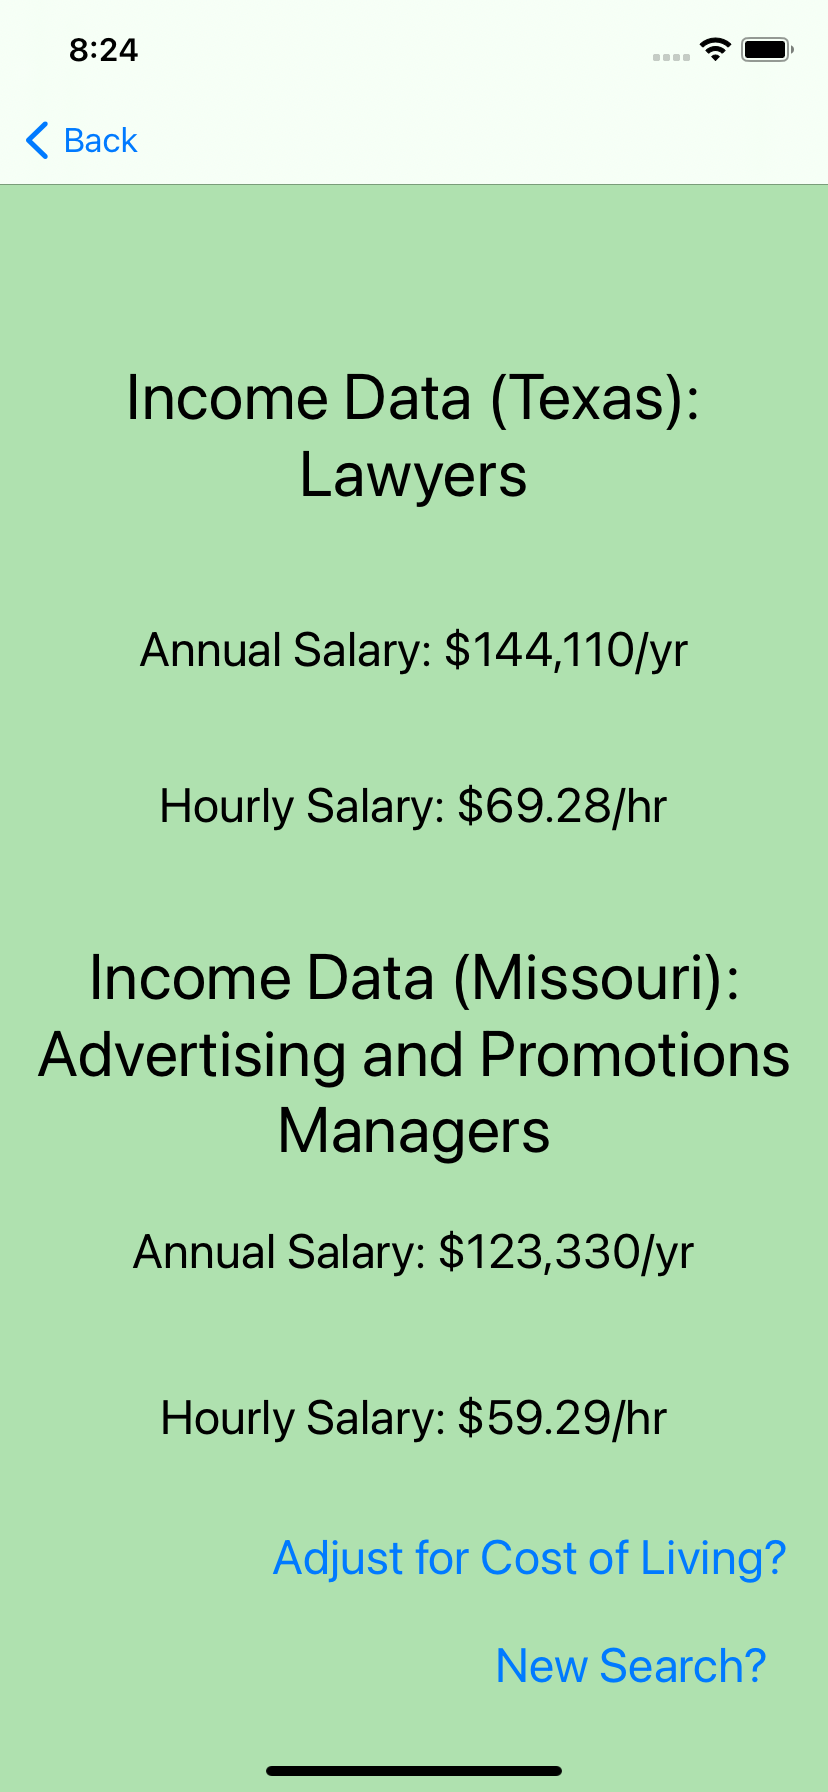 8:24
Back
Income Data (Texas):
Lawyers
Annual Salary: $144,110/yr
Hourly Salary: $69.28/hr
Income Data (Missouri):
Advertising and Promotions
Managers
Annual Salary: $123,330/yr
Hourly Salary: $59.29/hr
Adjust for Cost of Living?
New Search?